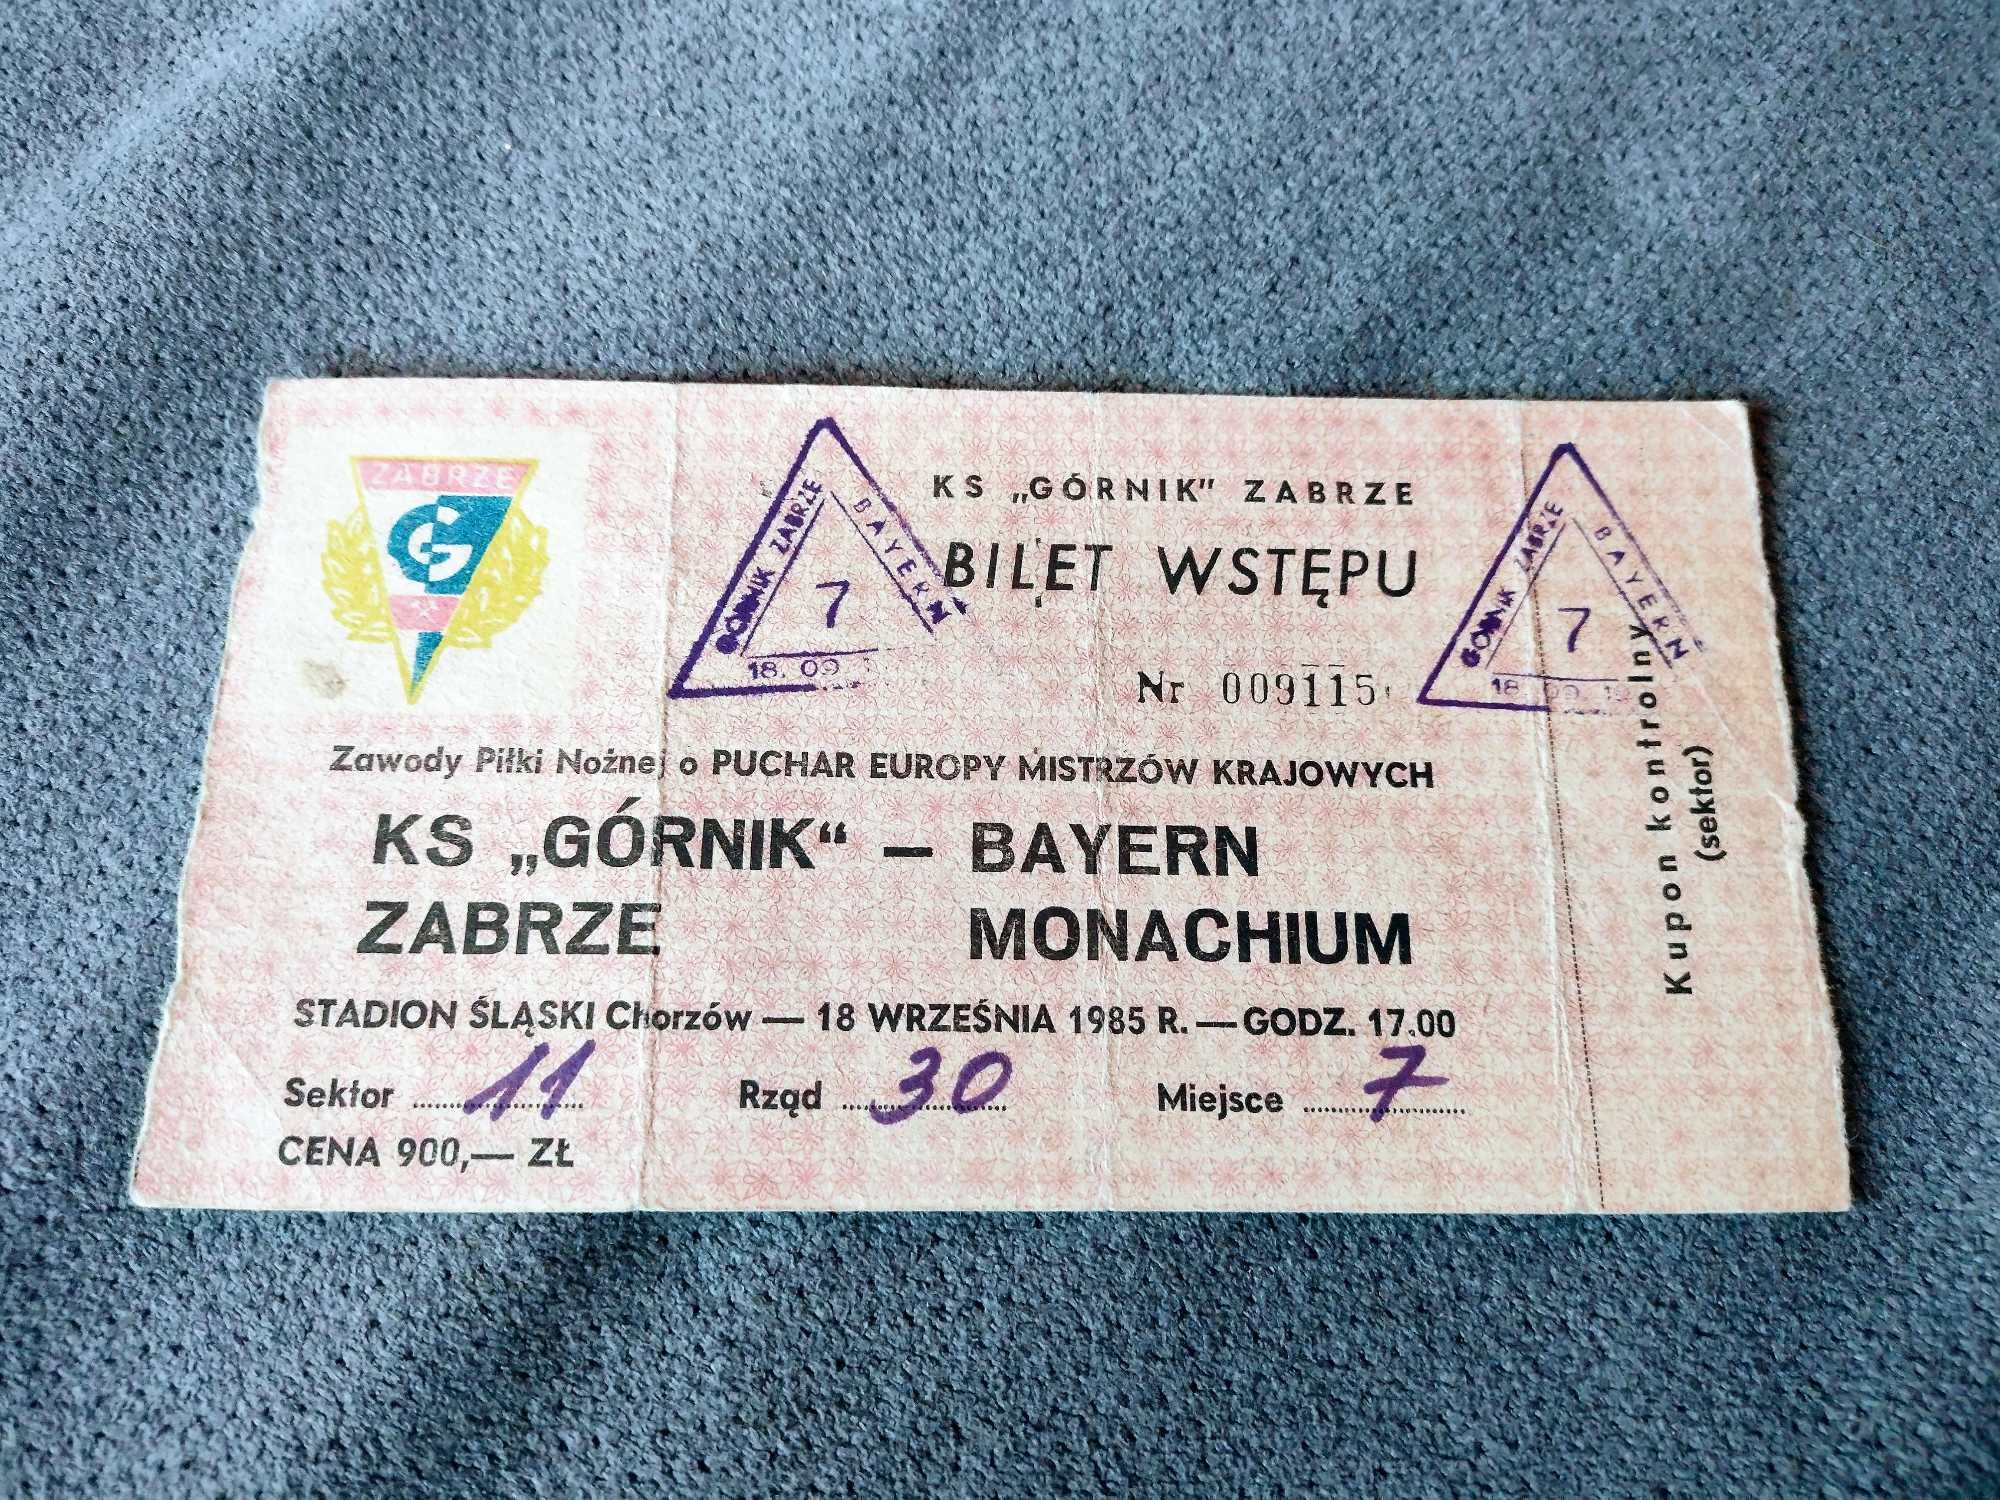 ZABRZE
G
KS „GÓRNIK" ZABRZE
BILET WSTĘPU
GÓRNIK ZABRZE
BAYERN
7
18.09.
GÓRNIK ZABRZE
BAYERN
7
18.09.19
Nr 009115
Zawody Piłki Nożnej o PUCHAR EUROPY MISTRZÓW KRAJOWYCH
KS „GÓRNIK“ – BAYERN
ZABRZE MONACHIUM
STADION ŚLĄSKI Chorzów — 18 WRZEŚNIA 1985 R. — GODZ. 17.00
Sektor 11 Rząd 30 Miejsce 7
CENA 900,— ZŁ
Kupon kontrolny
(sektor)